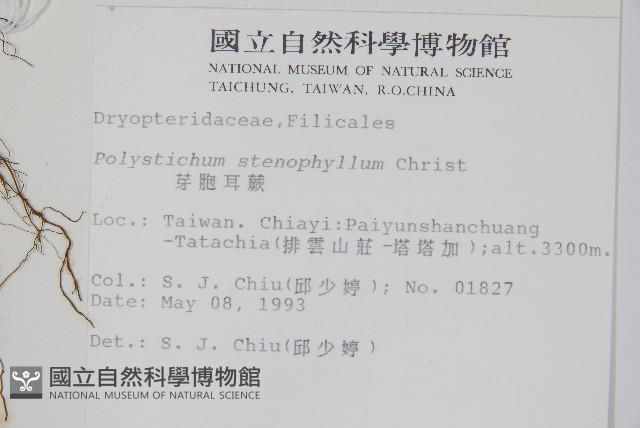 國立自然科學博物館
NATIONAL MUSEUM OF NATURAL SCIENCE
TAICHUNG, TAIWAN, R.O.CHINA
Dryopteridaceae,Filicales
Polystichum stenophyllum Christ
芽胞耳蕨
Loc.: Taiwan. Chiayi:Paiyunshanchuang
-Tatachia(排雲山莊-塔塔加);alt.3300m.
Col.: S. J. Chiu(邱少婷); No. 01827
Date: May 08, 1993
Det.: S. J. Chiu(邱少婷)
國立自然科學博物館
NATIONAL MUSEUM OF NATURAL SCIENCE